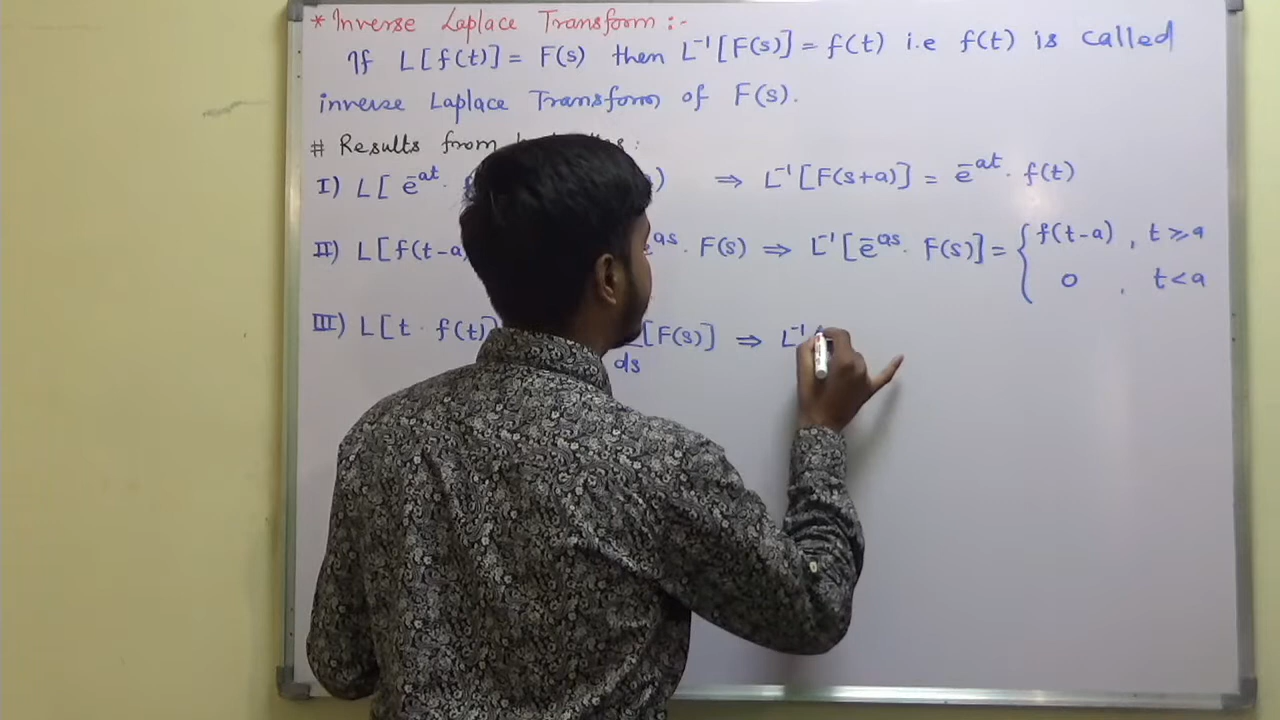 * Inverse Laplace Transform :-
If L[f(t)] = F(s) then L⁻¹[F(s)] = f(t) i.e f(t) is called
inverse Laplace Transform of F(s).
# Results from :
I) L[ e^-at. ) ⇒ L⁻¹[F(s+a)] = e^-at. f(t)
II) L[f(t-a as. F(s) ⇒ L⁻¹[e^-as. F(s)] = { f(t-a) , t ≥ a
0 , t < a
III) L[t · f(t)] [F(s)] ⇒ L⁻¹
ds